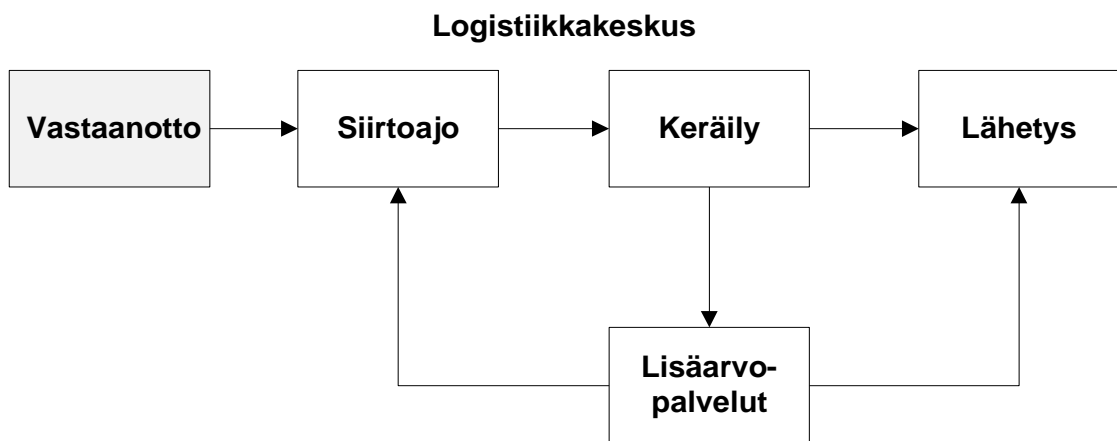 Logistiikkakeskus
Vastaanotto
Siirtoajo
Keräily
Lähetys
Lisäarvo-
palvelut